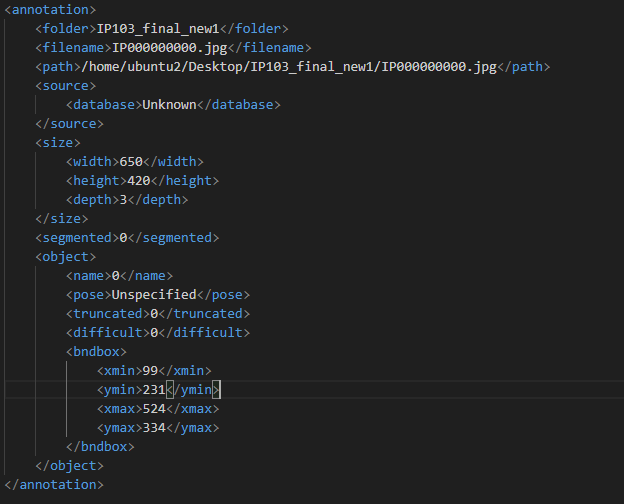 <annotation>
<folder>IP103_final_new1</folder>
<filename>IP000000000.jpg</filename>
<path>/home/ubuntu2/Desktop/IP103_final_new1/IP000000000.jpg</path>
<source>
<database>Unknown</database>
</source>
<size>
<width>650</width>
<height>420</height>
<depth>3</depth>
</size>
<segmented>0</segmented>
<object>
<name>0</name>
<pose>Unspecified</pose>
<truncated>0</truncated>
<difficult>0</difficult>
<bndbox>
<xmin>99</xmin>
<ymin>231</ymin>
<xmax>524</xmax>
<ymax>334</ymax>
</bndbox>
</object>
</annotation>